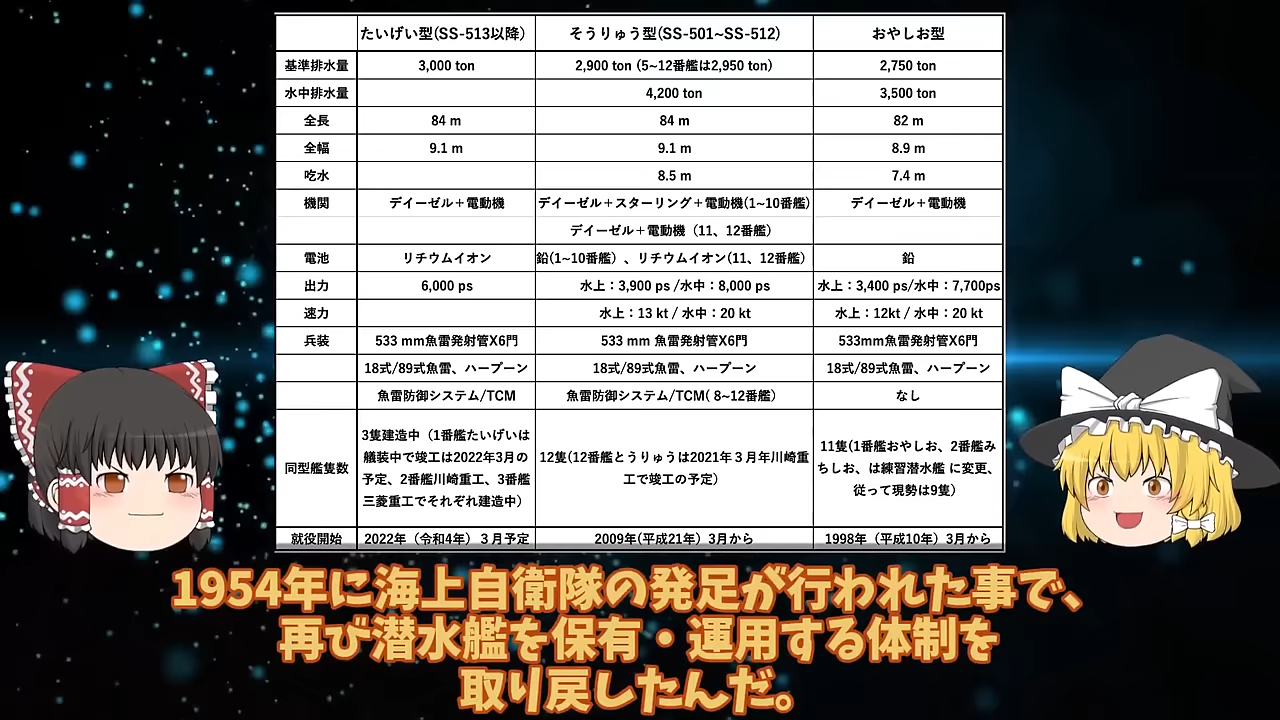 たいげい型(SS-513以降) そうりゅう型(SS-501~SS-512) おやしお型
基準排水量 3,000 ton 2,900 ton (5~12番艦は2,950 ton) 2,750 ton
水中排水量 4,200 ton 3,500 ton
全長 84 m 84 m 82 m
全幅 9.1 m 9.1 m 8.9 m
吃水 8.5 m 7.4 m
機関 デイーゼル＋電動機 デイーゼル＋スターリング＋電動機(1~10番艦) デイーゼル＋電動機
デイーゼル＋電動機（11、12番艦）
電池 リチウムイオン 鉛(1~10番艦）、リチウムイオン(11、12番艦） 鉛
出力 6,000 ps 水上：3,900 ps /水中：8,000 ps 水上：3,400 ps/水中：7,700ps
速力 水上：13 kt / 水中：20 kt 水上：12kt / 水中：20 kt
兵装 533 mm魚雷発射管X6門 533 mm 魚雷発射管X6門 533mm魚雷発射管X6門
18式/89式魚雷、ハープーン 18式/89式魚雷、ハープーン 18式/89式魚雷、ハープーン
魚雷防御システム/TCM 魚雷防御システム/TCM( 8~12番艦） なし
同型艦隻数
3隻建造中（1番艦たいげいは
艤装中で竣工は2022年3月の
予定、2番艦川崎重工、3番艦
三菱重工でそれぞれ建造中）
12隻(12番艦とうりゅうは2021年３月年川崎重
工で竣工の予定）
11隻(1番艦おやしお、2番艦み
ちしお、は練習潜水艦 に変更、
従って現勢は9隻）
就役開始 2022年（令和4年）３月予定 2009年(平成21年）3月から 1998年（平成10年）3月から
1954年に海上自衛隊の発足が行われた事で、
再び潜水艦を保有・運用する体制を
取り戻したんだ。